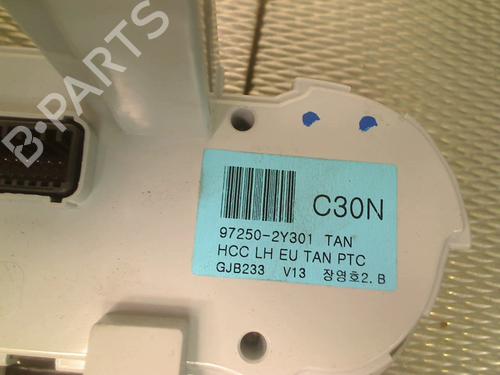 B-PARTS
C30N
97250-2Y301 TAN
HCC LH EU TAN PTC
GJB233 V13 장영호2.B